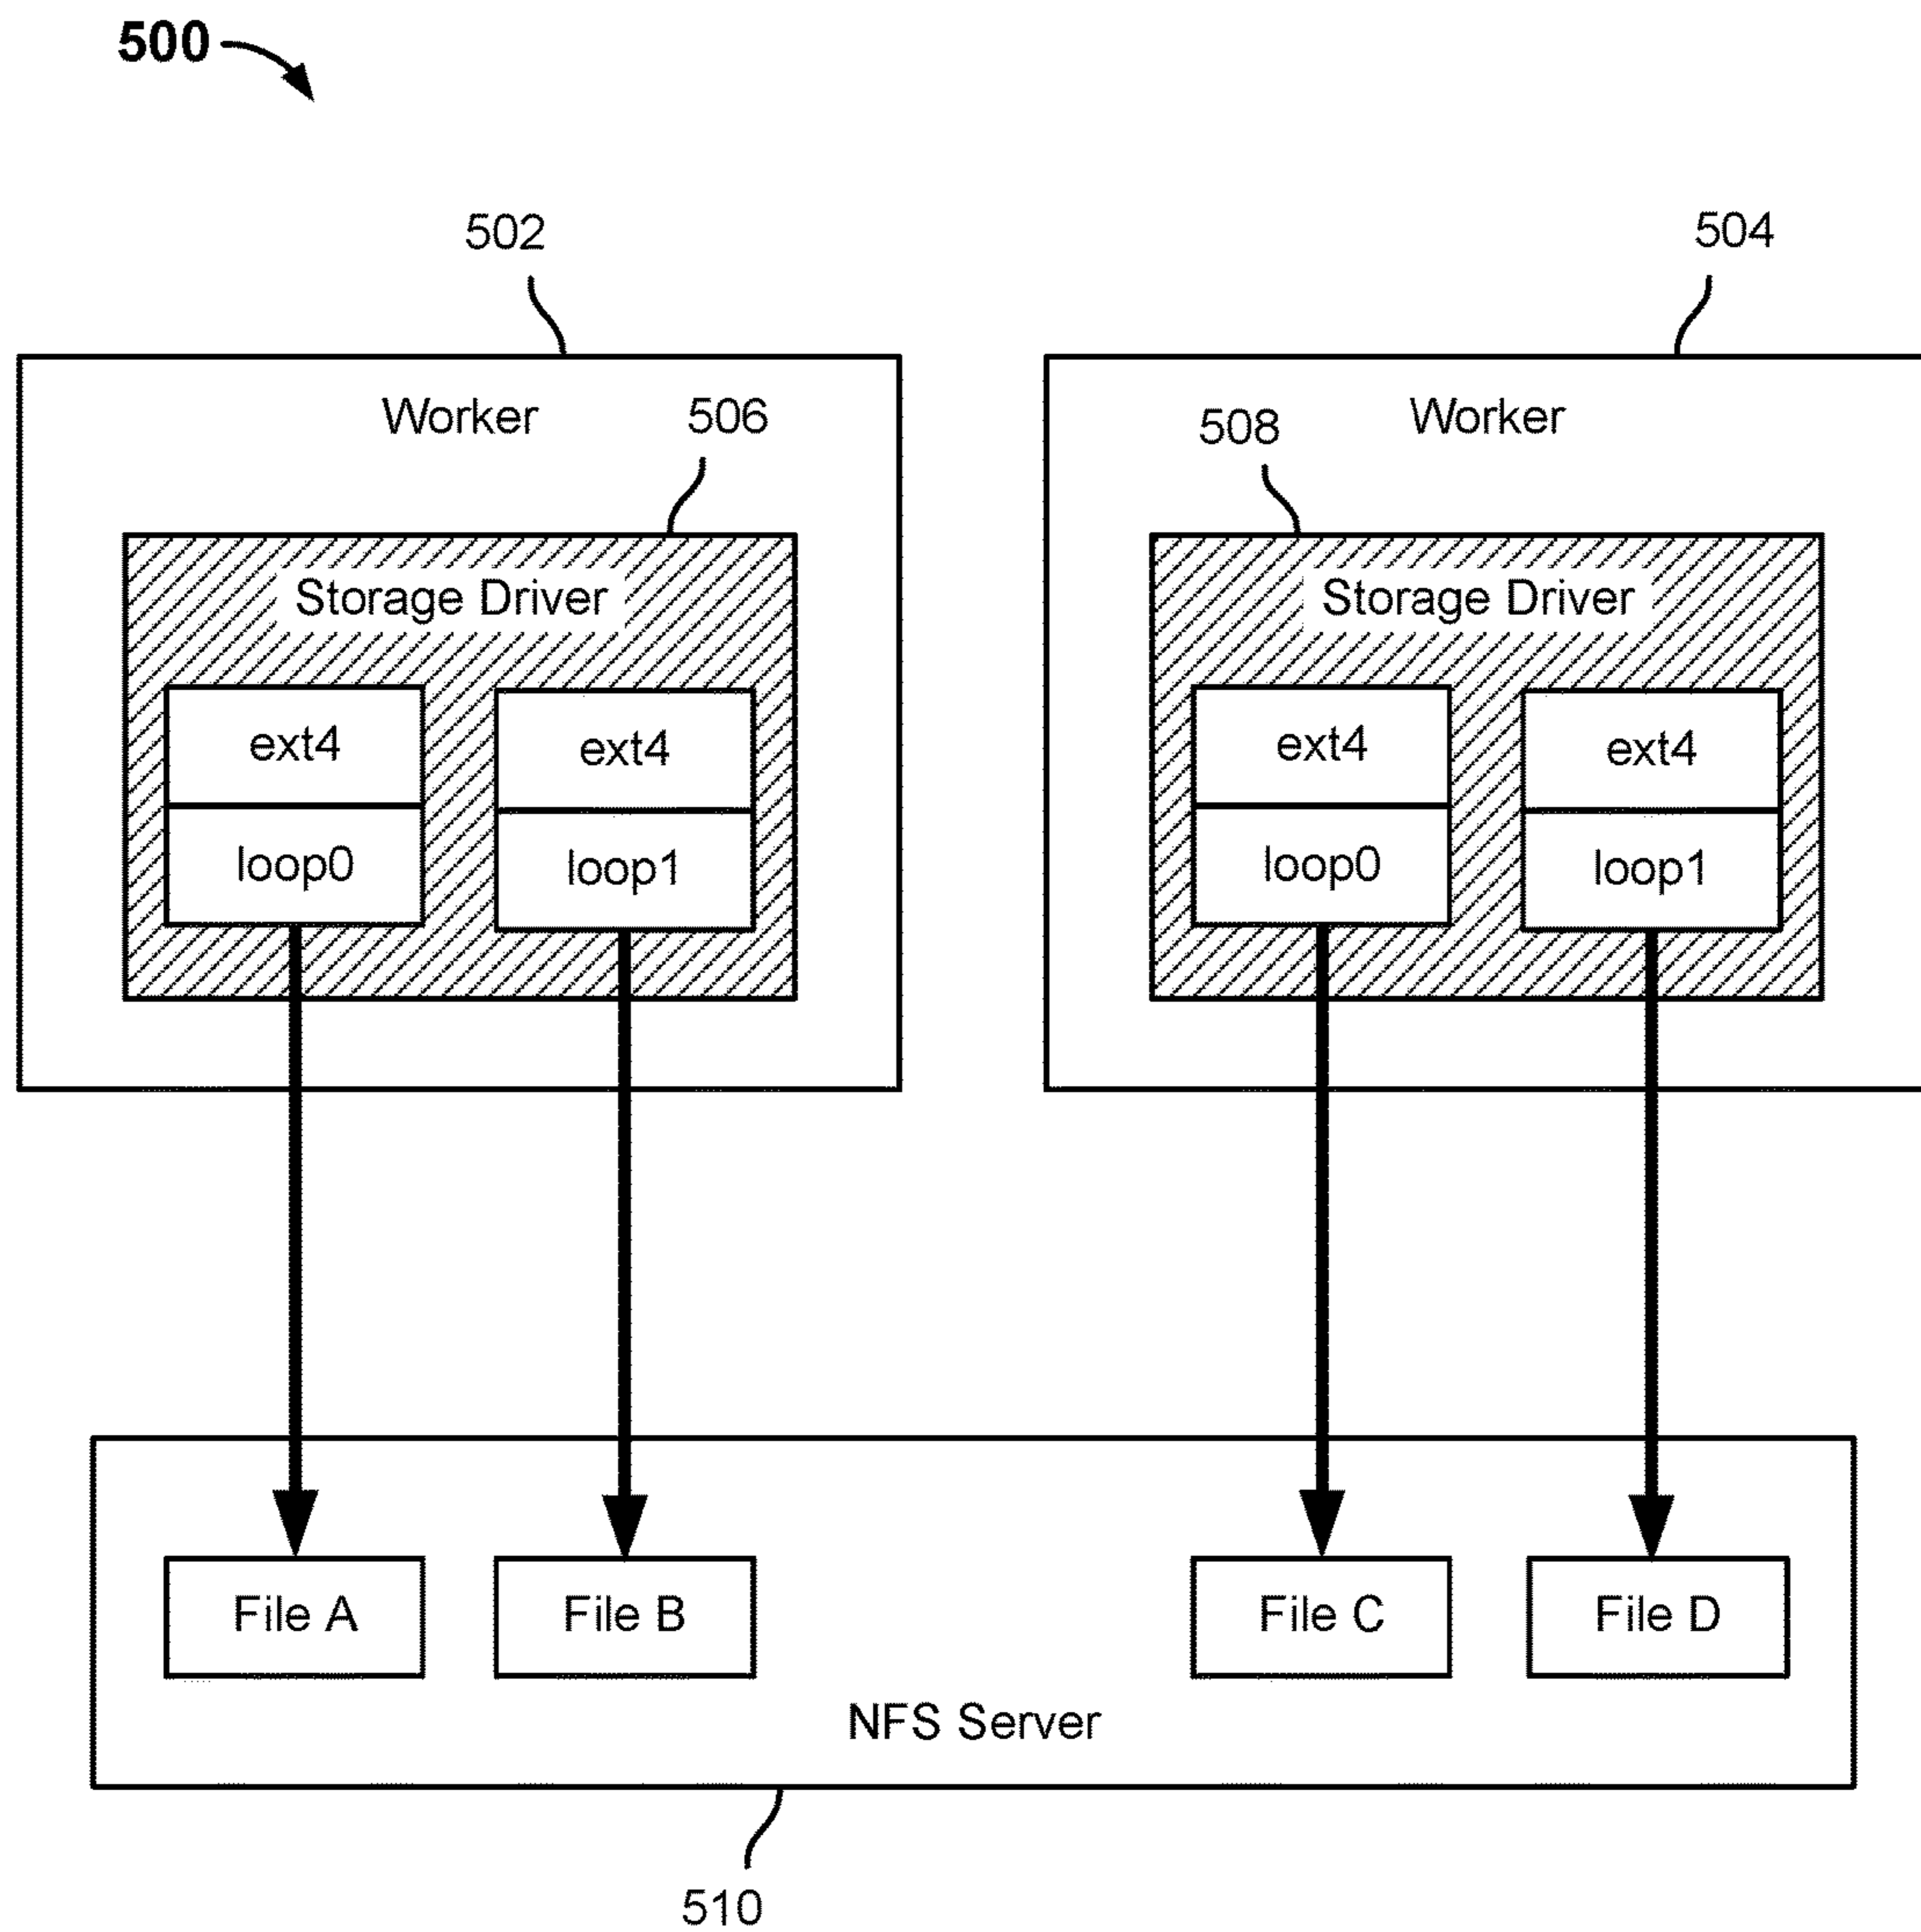 500
502
504
Worker
506
508
Worker
Storage Driver
Storage Driver
ext4
ext4
ext4
ext4
loop0
loop1
loop0
loop1
File A
File B
File C
File D
NFS Server
510